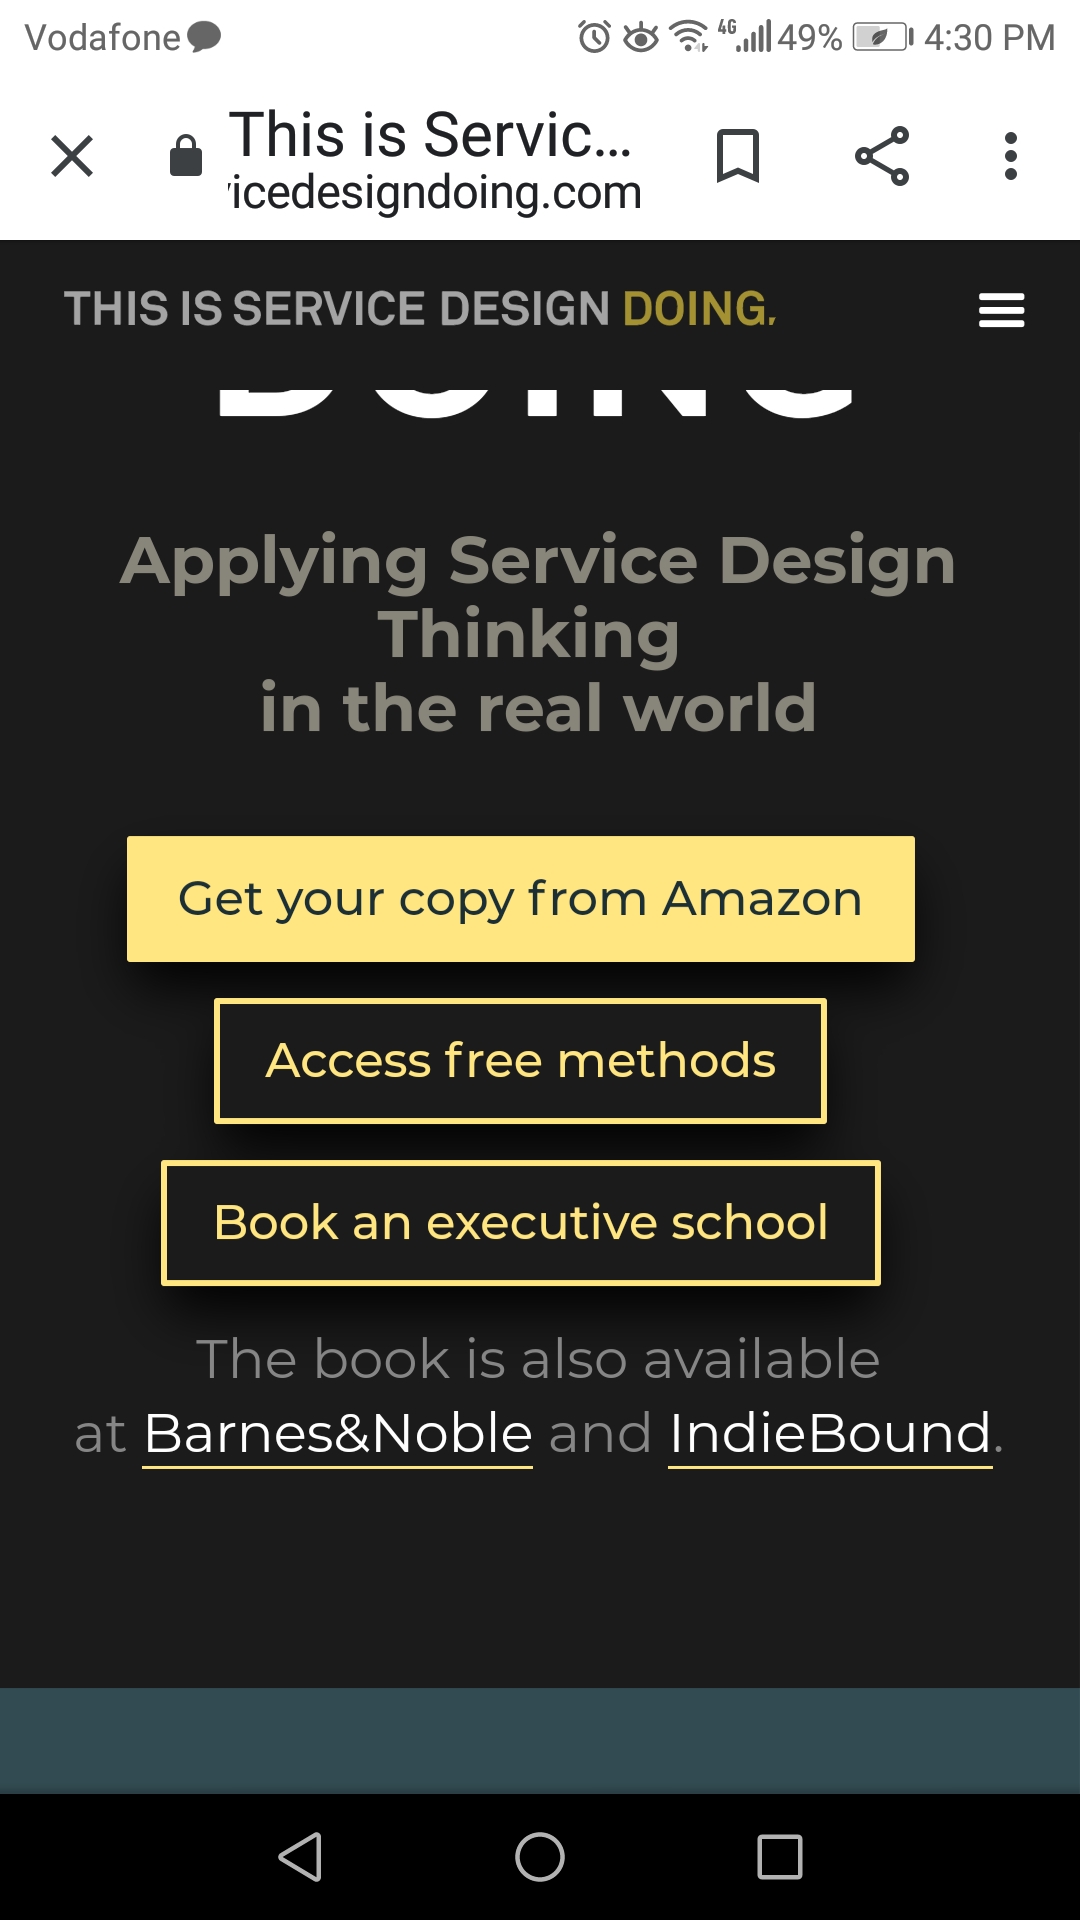 Vodafone 4G 49% 4:30 PM
This is Servic...
icedesigndoing.com
THIS IS SERVICE DESIGN DOING.
Applying Service Design
Thinking
in the real world
Get your copy from Amazon
Access free methods
Book an executive school
The book is also available
at Barnes&Noble and IndieBound.